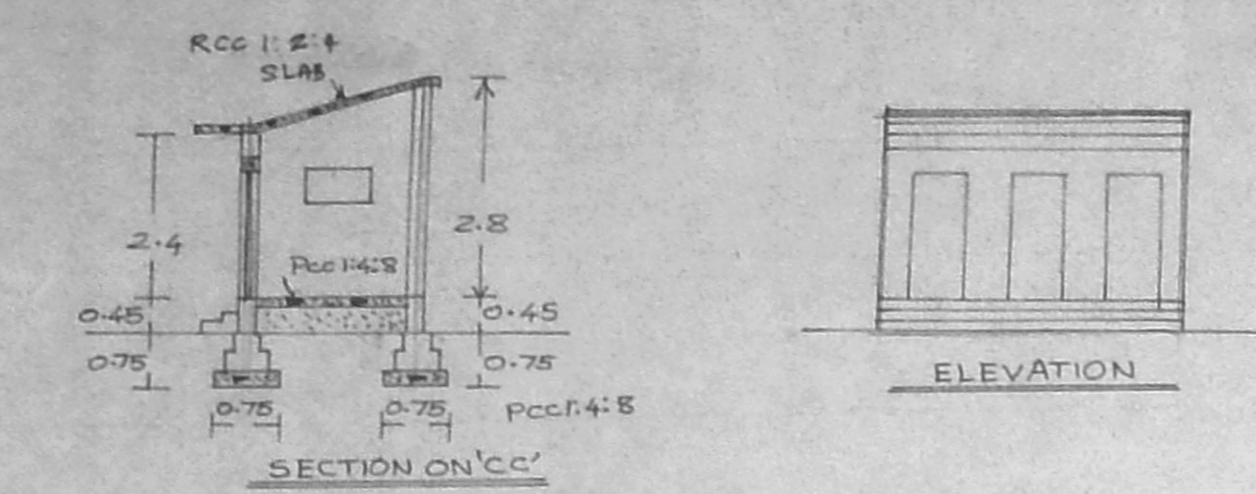 RCC 1:2:4
SLAB
2.4
2.8
PCC 1:4:8
0.45
0.45
0.75
0.75
0.75
0.75
PCC 1:4:8
SECTION ON 'CC'
ELEVATION